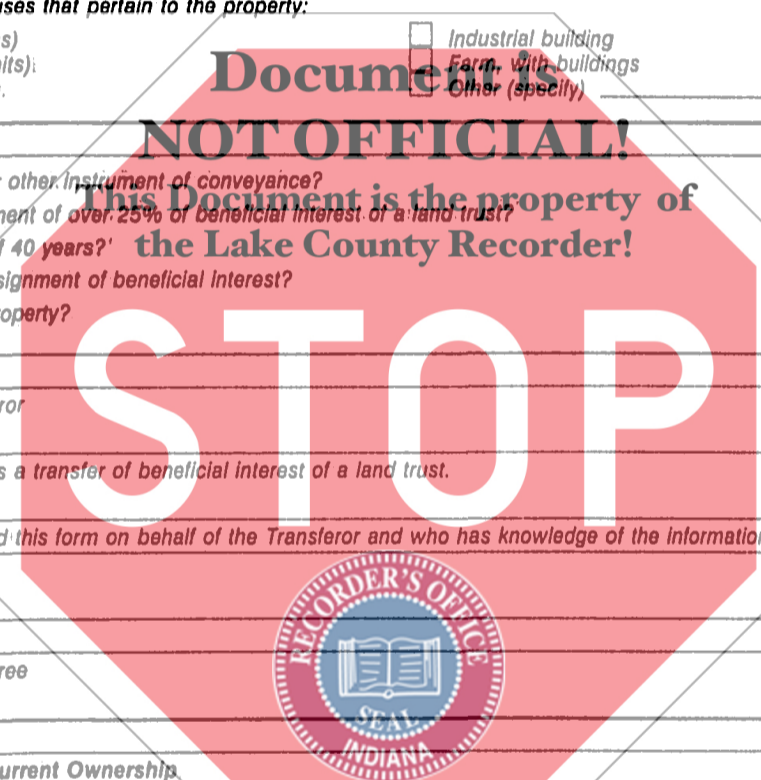 uses that pertain to the property:
s) Industrial building
its) Farm, with buildings
Other (specify)
Document is
NOT OFFICIAL!
other instrument of conveyance?
This Document is the property of
ment of over 25% of beneficial interest of a land trust?
40 years?
the Lake County Recorder!
signment of beneficial interest?
operty?
STOP
ror
s a transfer of beneficial interest of a land trust.
d this form on behalf of the Transferor and who has knowledge of the information
RECORDER'S OFFICE
SEAL
INDIANA
ree
urrent Ownership